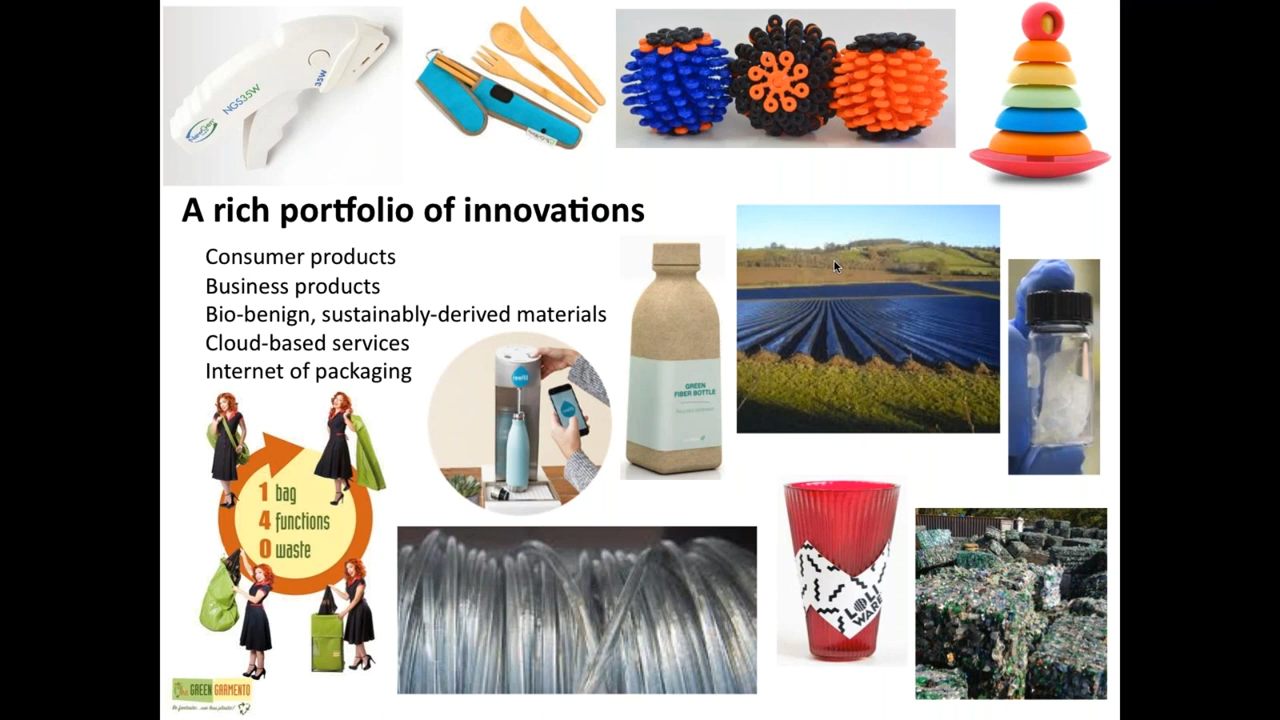 NGS35W
35W
A rich portfolio of innovations
Consumer products
Business products
Bio-benign, sustainably-derived materials
Cloud-based services
Internet of packaging
GREEN
FIBER BOTTLE
1 bag
4 functions
0 waste
LOLI
WARE
GREEN GARMENTO